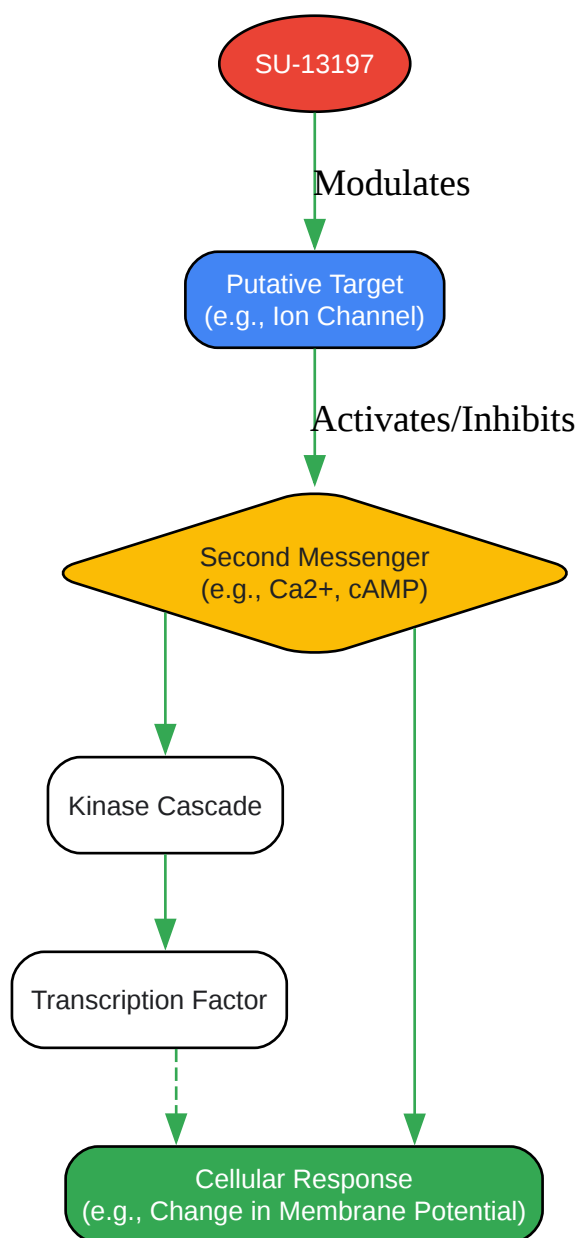 SU-13197
Modulates
Putative Target
(e.g., Ion Channel)
Activates/Inhibits
Second Messenger
(e.g., Ca2+, cAMP)
Kinase Cascade
Transcription Factor
Cellular Response
(e.g., Change in Membrane Potential)